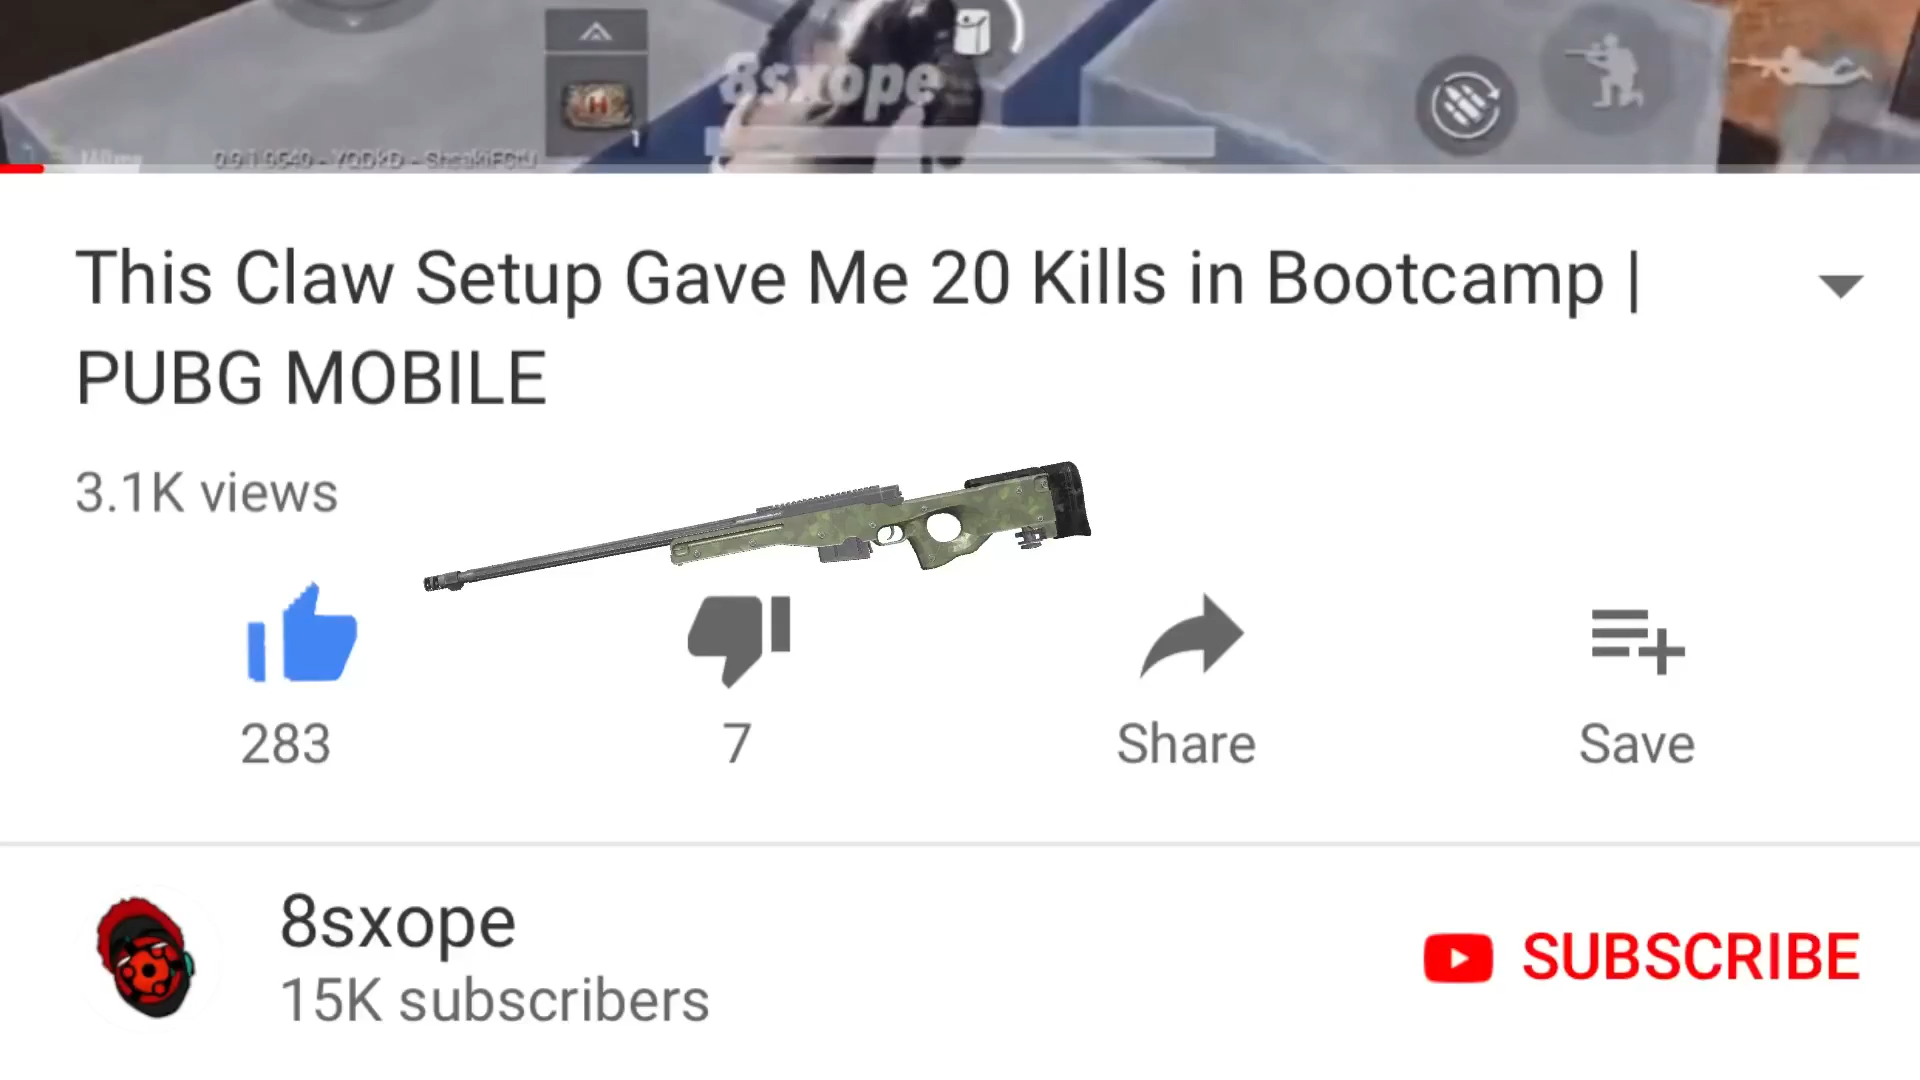 8sxope
This Claw Setup Gave Me 20 Kills in Bootcamp |
PUBG MOBILE
3.1K views
283
7
Share
Save
8sxope
15K subscribers
SUBSCRIBE